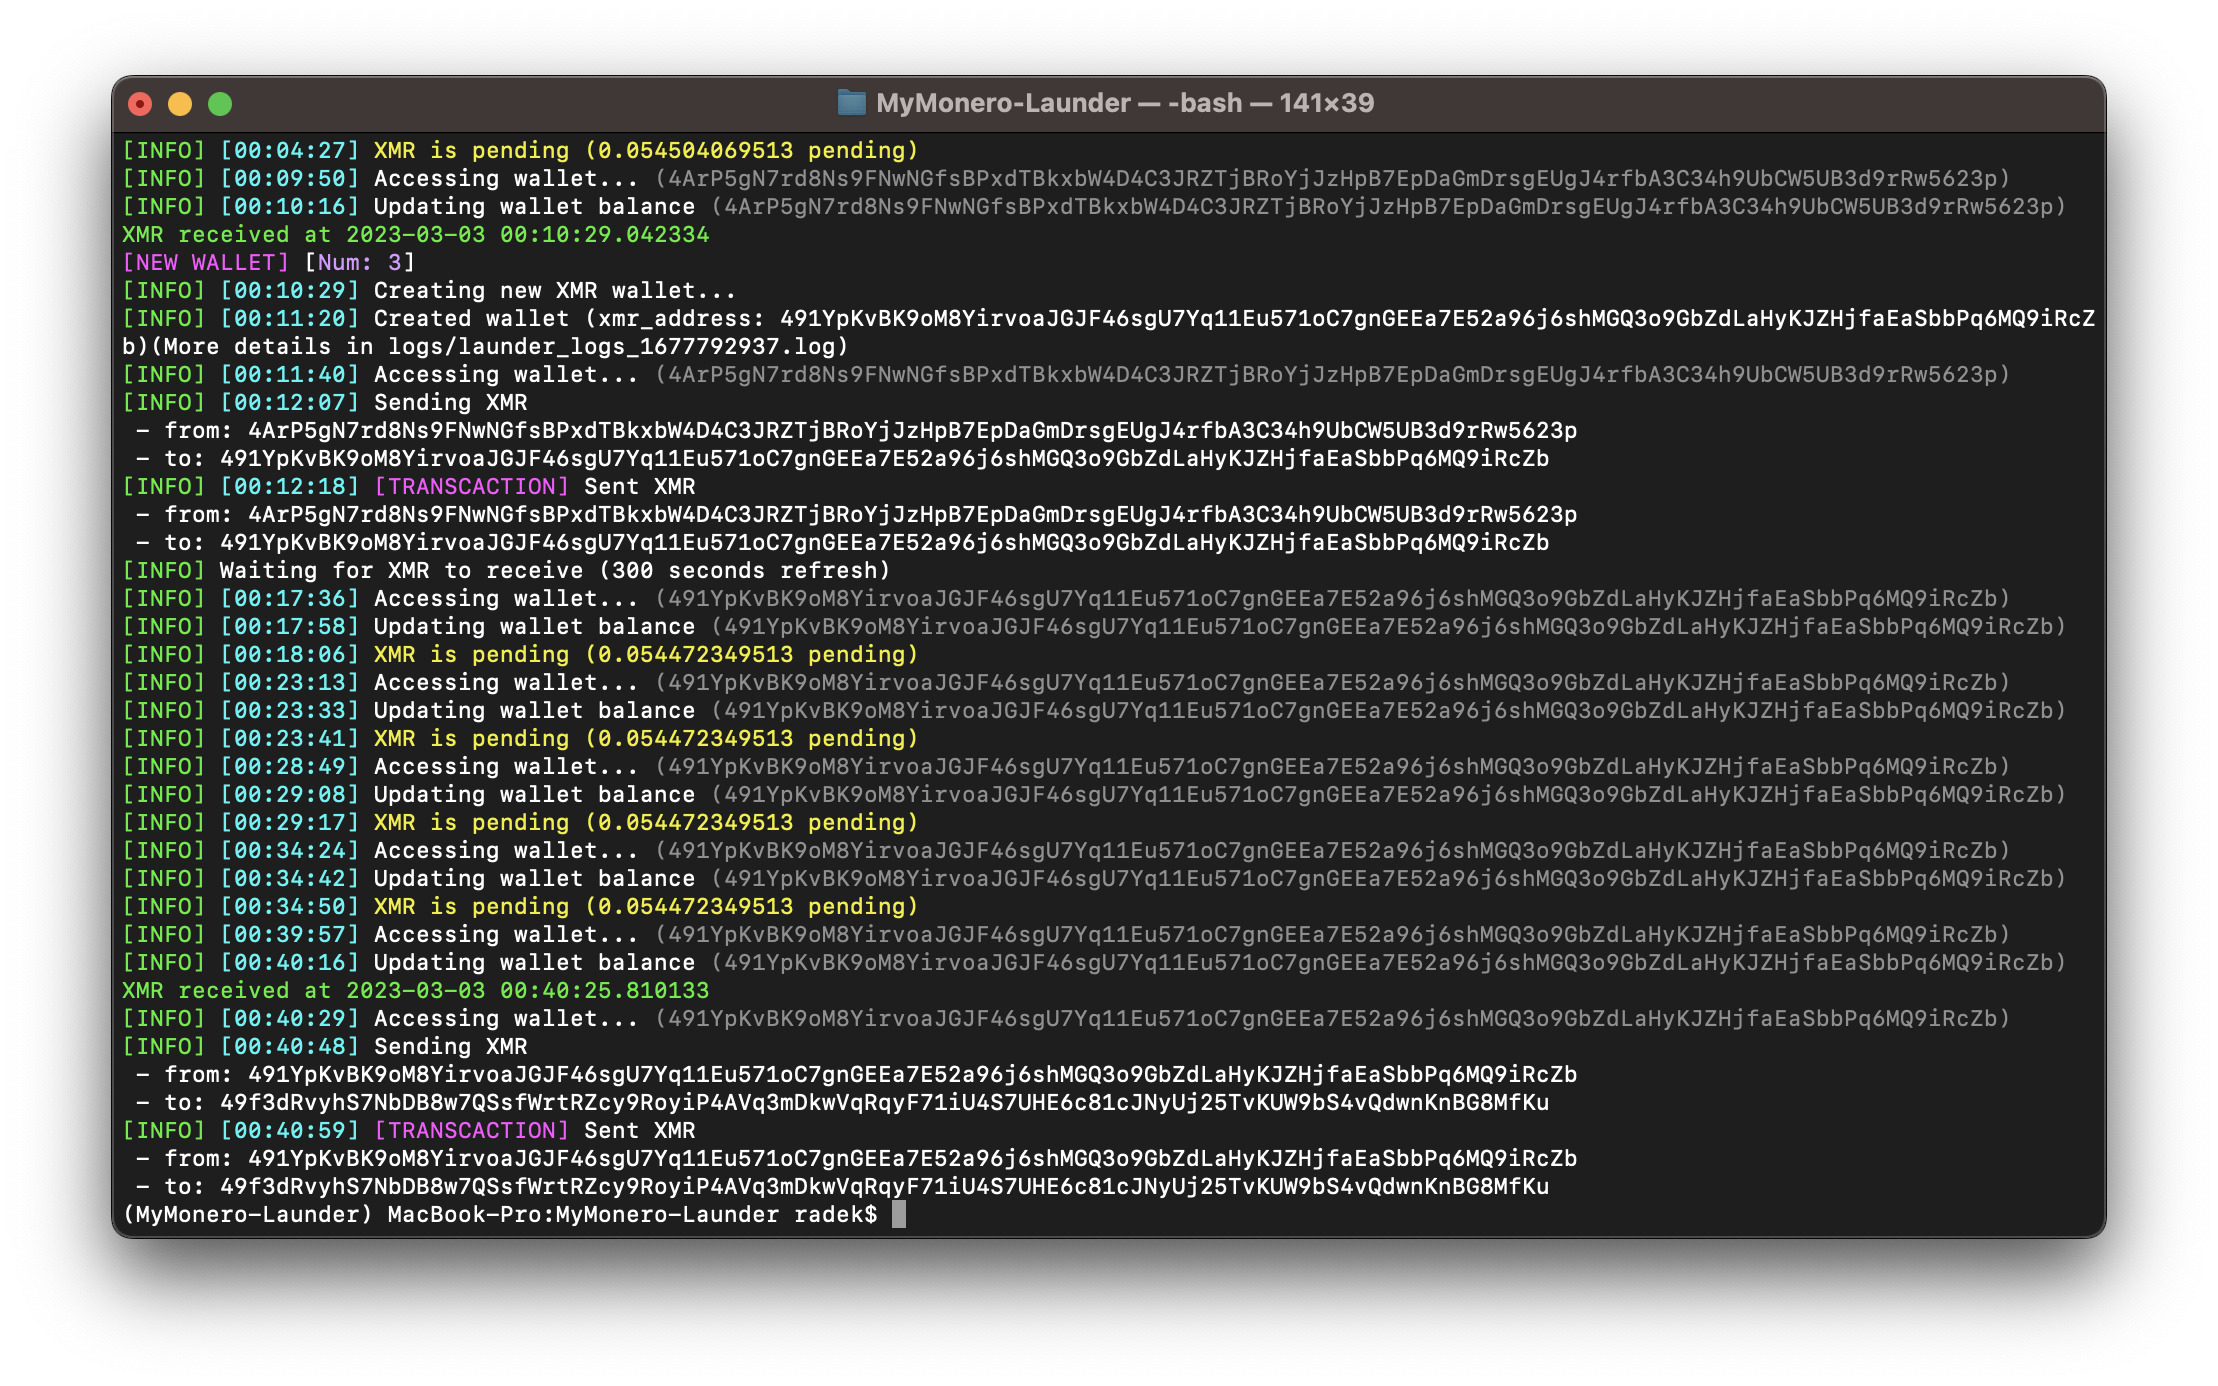 MyMonero-Launder — -bash — 141×39
[INFO] [00:04:27] XMR is pending (0.054504069513 pending)
[INFO] [00:09:50] Accessing wallet... (4ArP5gN7rd8Ns9FNwNGfsBPxdTBkxbW4D4C3JRZTjBRoYjJzHpB7EpDaGmDrsgEUgJ4rfbA3C34h9UbCW5UB3d9rRw5623p)
[INFO] [00:10:16] Updating wallet balance (4ArP5gN7rd8Ns9FNwNGfsBPxdTBkxbW4D4C3JRZTjBRoYjJzHpB7EpDaGmDrsgEUgJ4rfbA3C34h9UbCW5UB3d9rRw5623p)
XMR received at 2023-03-03 00:10:29.042334
[NEW WALLET] [Num: 3]
[INFO] [00:10:29] Creating new XMR wallet...
[INFO] [00:11:20] Created wallet (xmr_address: 491YpKvBK9oM8YirvoaJGJF46sgU7Yq11Eu571oC7gnGEEa7E52a96j6shMGQ3o9GbZdLaHyKJZHjfaEaSbbPq6MQ9iRcZ
b)(More details in logs/launder_logs_1677792937.log)
[INFO] [00:11:40] Accessing wallet... (4ArP5gN7rd8Ns9FNwNGfsBPxdTBkxbW4D4C3JRZTjBRoYjJzHpB7EpDaGmDrsgEUgJ4rfbA3C34h9UbCW5UB3d9rRw5623p)
[INFO] [00:12:07] Sending XMR
- from: 4ArP5gN7rd8Ns9FNwNGfsBPxdTBkxbW4D4C3JRZTjBRoYjJzHpB7EpDaGmDrsgEUgJ4rfbA3C34h9UbCW5UB3d9rRw5623p
- to: 491YpKvBK9oM8YirvoaJGJF46sgU7Yq11Eu571oC7gnGEEa7E52a96j6shMGQ3o9GbZdLaHyKJZHjfaEaSbbPq6MQ9iRcZb
[INFO] [00:12:18] [TRANSCACTION] Sent XMR
- from: 4ArP5gN7rd8Ns9FNwNGfsBPxdTBkxbW4D4C3JRZTjBRoYjJzHpB7EpDaGmDrsgEUgJ4rfbA3C34h9UbCW5UB3d9rRw5623p
- to: 491YpKvBK9oM8YirvoaJGJF46sgU7Yq11Eu571oC7gnGEEa7E52a96j6shMGQ3o9GbZdLaHyKJZHjfaEaSbbPq6MQ9iRcZb
[INFO] Waiting for XMR to receive (300 seconds refresh)
[INFO] [00:17:36] Accessing wallet... (491YpKvBK9oM8YirvoaJGJF46sgU7Yq11Eu571oC7gnGEEa7E52a96j6shMGQ3o9GbZdLaHyKJZHjfaEaSbbPq6MQ9iRcZb)
[INFO] [00:17:58] Updating wallet balance (491YpKvBK9oM8YirvoaJGJF46sgU7Yq11Eu571oC7gnGEEa7E52a96j6shMGQ3o9GbZdLaHyKJZHjfaEaSbbPq6MQ9iRcZb)
[INFO] [00:18:06] XMR is pending (0.054472349513 pending)
[INFO] [00:23:13] Accessing wallet... (491YpKvBK9oM8YirvoaJGJF46sgU7Yq11Eu571oC7gnGEEa7E52a96j6shMGQ3o9GbZdLaHyKJZHjfaEaSbbPq6MQ9iRcZb)
[INFO] [00:23:33] Updating wallet balance (491YpKvBK9oM8YirvoaJGJF46sgU7Yq11Eu571oC7gnGEEa7E52a96j6shMGQ3o9GbZdLaHyKJZHjfaEaSbbPq6MQ9iRcZb)
[INFO] [00:23:41] XMR is pending (0.054472349513 pending)
[INFO] [00:28:49] Accessing wallet... (491YpKvBK9oM8YirvoaJGJF46sgU7Yq11Eu571oC7gnGEEa7E52a96j6shMGQ3o9GbZdLaHyKJZHjfaEaSbbPq6MQ9iRcZb)
[INFO] [00:29:08] Updating wallet balance (491YpKvBK9oM8YirvoaJGJF46sgU7Yq11Eu571oC7gnGEEa7E52a96j6shMGQ3o9GbZdLaHyKJZHjfaEaSbbPq6MQ9iRcZb)
[INFO] [00:29:17] XMR is pending (0.054472349513 pending)
[INFO] [00:34:24] Accessing wallet... (491YpKvBK9oM8YirvoaJGJF46sgU7Yq11Eu571oC7gnGEEa7E52a96j6shMGQ3o9GbZdLaHyKJZHjfaEaSbbPq6MQ9iRcZb)
[INFO] [00:34:42] Updating wallet balance (491YpKvBK9oM8YirvoaJGJF46sgU7Yq11Eu571oC7gnGEEa7E52a96j6shMGQ3o9GbZdLaHyKJZHjfaEaSbbPq6MQ9iRcZb)
[INFO] [00:34:50] XMR is pending (0.054472349513 pending)
[INFO] [00:39:57] Accessing wallet... (491YpKvBK9oM8YirvoaJGJF46sgU7Yq11Eu571oC7gnGEEa7E52a96j6shMGQ3o9GbZdLaHyKJZHjfaEaSbbPq6MQ9iRcZb)
[INFO] [00:40:16] Updating wallet balance (491YpKvBK9oM8YirvoaJGJF46sgU7Yq11Eu571oC7gnGEEa7E52a96j6shMGQ3o9GbZdLaHyKJZHjfaEaSbbPq6MQ9iRcZb)
XMR received at 2023-03-03 00:40:25.810133
[INFO] [00:40:29] Accessing wallet... (491YpKvBK9oM8YirvoaJGJF46sgU7Yq11Eu571oC7gnGEEa7E52a96j6shMGQ3o9GbZdLaHyKJZHjfaEaSbbPq6MQ9iRcZb)
[INFO] [00:40:48] Sending XMR
- from: 491YpKvBK9oM8YirvoaJGJF46sgU7Yq11Eu571oC7gnGEEa7E52a96j6shMGQ3o9GbZdLaHyKJZHjfaEaSbbPq6MQ9iRcZb
- to: 49f3dRvyhS7NbDB8w7QSsfWrtRZcy9RoyiP4AVq3mDkwVqRqyF71iU4S7UHE6c81cJNyUj25TvKUW9bS4vQdwnKnBG8MfKu
[INFO] [00:40:59] [TRANSCACTION] Sent XMR
- from: 491YpKvBK9oM8YirvoaJGJF46sgU7Yq11Eu571oC7gnGEEa7E52a96j6shMGQ3o9GbZdLaHyKJZHjfaEaSbbPq6MQ9iRcZb
- to: 49f3dRvyhS7NbDB8w7QSsfWrtRZcy9RoyiP4AVq3mDkwVqRqyF71iU4S7UHE6c81cJNyUj25TvKUW9bS4vQdwnKnBG8MfKu
(MyMonero-Launder) MacBook-Pro:MyMonero-Launder radek$